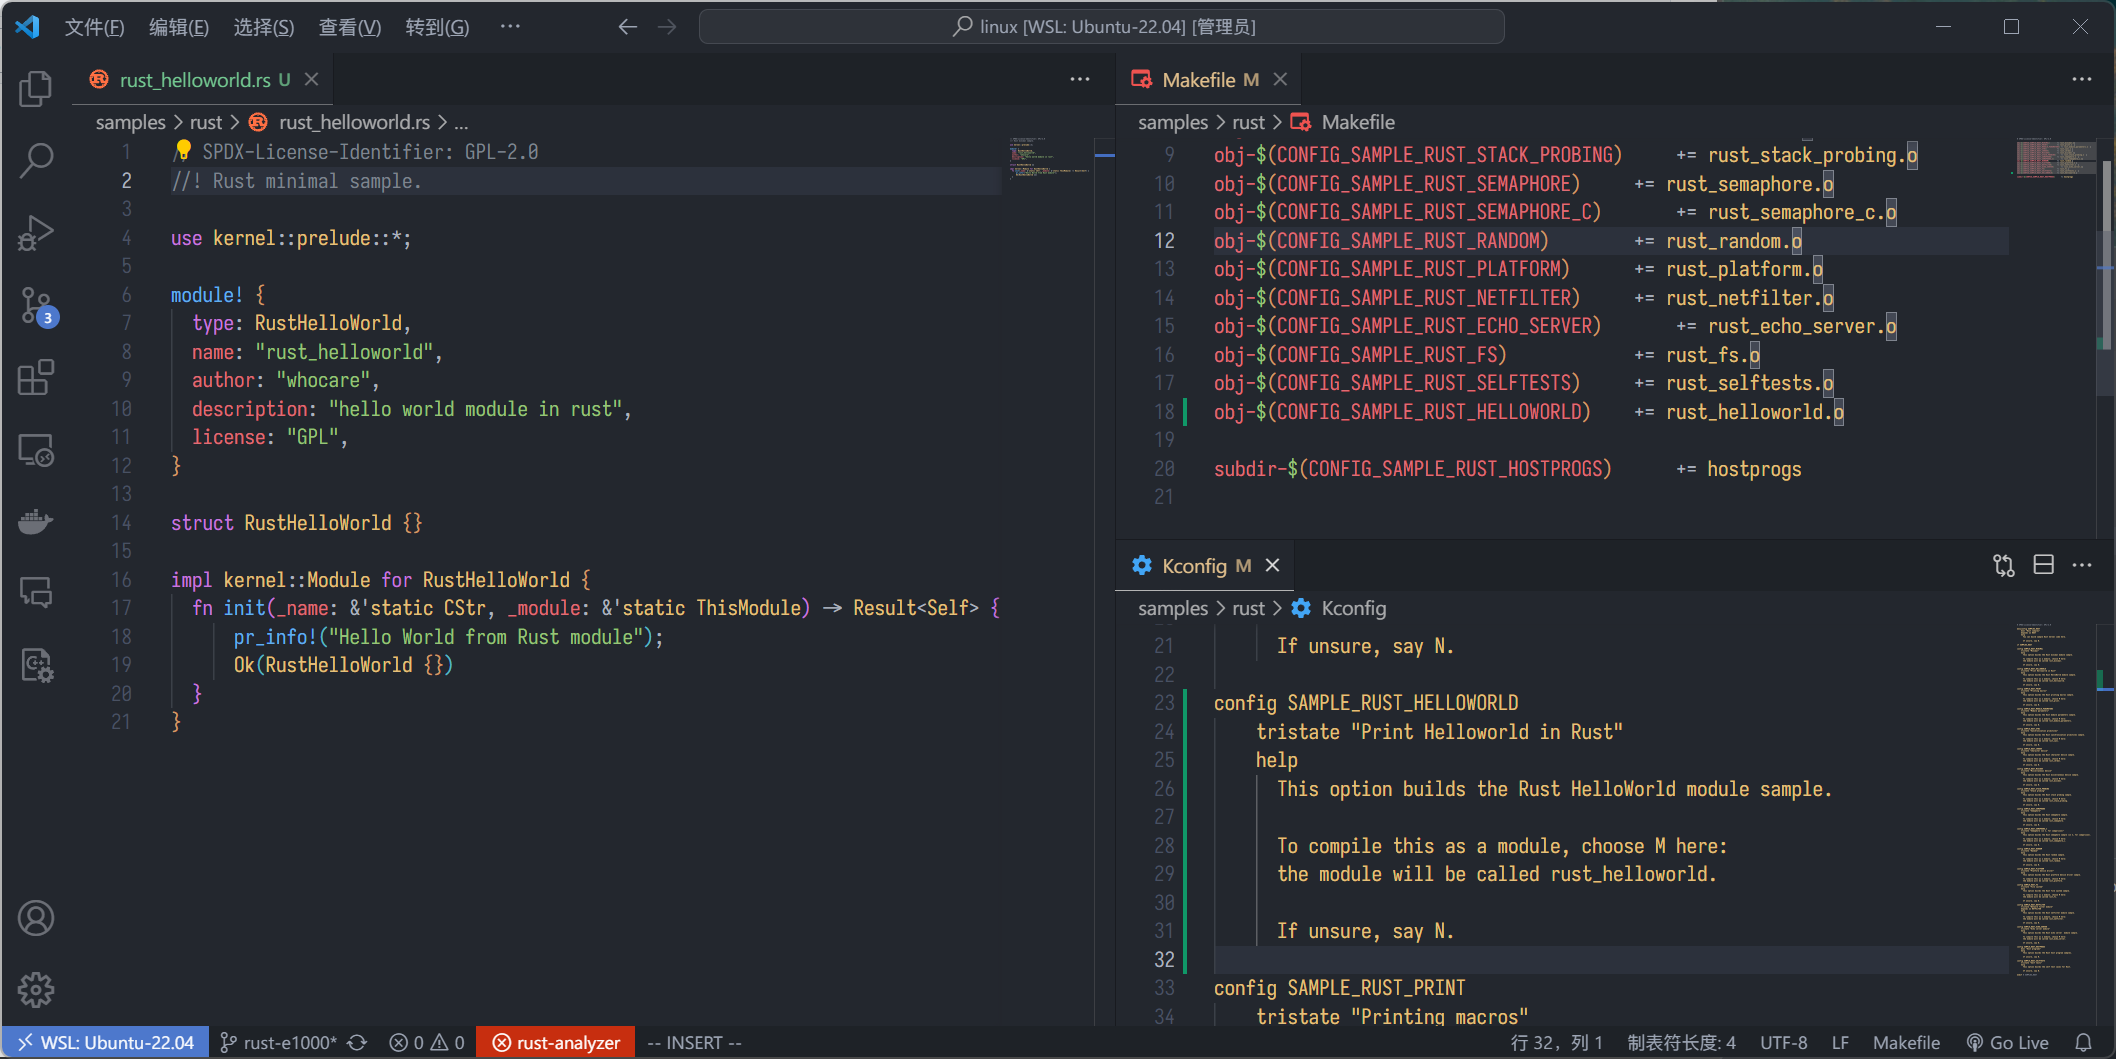 文件(F) 编辑(E) 选择(S) 查看(V) 转到(G) ··· linux [WSL: Ubuntu-22.04] [管理员]
rust_helloworld.rs U
samples > rust > rust_helloworld.rs > ...
1 / SPDX-License-Identifier: GPL-2.0
2 //! Rust minimal sample.
3
4 use kernel::prelude::*;
5
6 module! {
7 type: RustHelloWorld,
8 name: "rust_helloworld",
9 author: "whocare",
10 description: "hello world module in rust",
11 license: "GPL",
12 }
13
14 struct RustHelloWorld {}
15
16 impl kernel::Module for RustHelloWorld {
17 fn init(_name: &'static CStr, _module: &'static ThisModule) -> Result<Self> {
18 pr_info!("Hello World from Rust module");
19 Ok(RustHelloWorld {})
20 }
21 }
Makefile M
samples > rust > Makefile
9 obj-$(CONFIG_SAMPLE_RUST_STACK_PROBING) += rust_stack_probing.o
10 obj-$(CONFIG_SAMPLE_RUST_SEMAPHORE) += rust_semaphore.o
11 obj-$(CONFIG_SAMPLE_RUST_SEMAPHORE_C) += rust_semaphore_c.o
12 obj-$(CONFIG_SAMPLE_RUST_RANDOM) += rust_random.o
13 obj-$(CONFIG_SAMPLE_RUST_PLATFORM) += rust_platform.o
14 obj-$(CONFIG_SAMPLE_RUST_NETFILTER) += rust_netfilter.o
15 obj-$(CONFIG_SAMPLE_RUST_ECHO_SERVER) += rust_echo_server.o
16 obj-$(CONFIG_SAMPLE_RUST_FS) += rust_fs.o
17 obj-$(CONFIG_SAMPLE_RUST_SELFTESTS) += rust_selftests.o
18 obj-$(CONFIG_SAMPLE_RUST_HELLOWORLD) += rust_helloworld.o
19
20 subdir-$(CONFIG_SAMPLE_RUST_HOSTPROGS) += hostprogs
21
Kconfig M
samples > rust > Kconfig
21 If unsure, say N.
22
23 config SAMPLE_RUST_HELLOWORLD
24 tristate "Print Helloworld in Rust"
25 help
26 This option builds the Rust HelloWorld module sample.
27
28 To compile this as a module, choose M here:
29 the module will be called rust_helloworld.
30
31 If unsure, say N.
32
33 config SAMPLE_RUST_PRINT
34 tristate "Printing macros"
3
WSL: Ubuntu-22.04 rust-e1000* 0 0 rust-analyzer -- INSERT -- 行 32，列 1 制表符长度: 4 UTF-8 LF Makefile Go Live